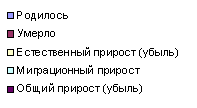 Родилось
Умерло
Естественный прирост (убыль)
Миграционный прирост
Общий прирост (убыль)